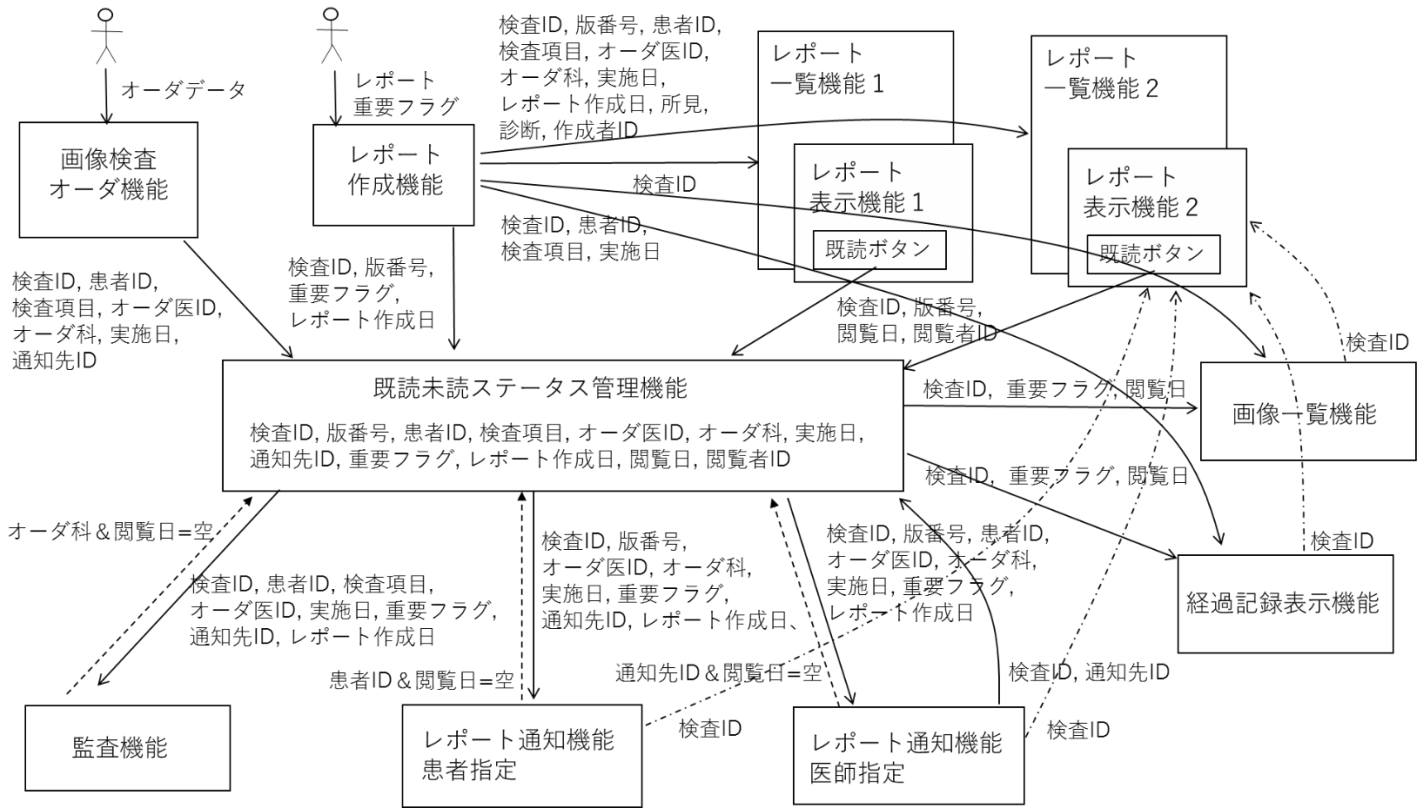 オーダデータ
レポート
重要フラグ
検査ID, 版番号, 患者ID,
検査項目, オーダ医ID,
オーダ科, 実施日,
レポート作成日, 所見,
診断, 作成者ID
レポート
一覧機能 1
レポート
一覧機能 2
画像検査
オーダ機能
レポート
作成機能
検査ID
レポート
表示機能 1
既読ボタン
レポート
表示機能 2
既読ボタン
検査ID, 患者ID,
検査項目, 実施日
検査ID, 患者ID,
検査項目, オーダ医ID,
オーダ科, 実施日,
通知先ID
検査ID, 版番号,
重要フラグ,
レポート作成日
検査ID, 版番号,
閲覧日, 閲覧者ID
検査ID
既読未読ステータス管理機能
検査ID, 版番号, 患者ID, 検査項目, オーダ医ID, オーダ科, 実施日,
通知先ID, 重要フラグ, レポート作成日, 閲覧日, 閲覧者ID
検査ID, 重要フラグ, 閲覧日
画像一覧機能
検査ID, 重要フラグ, 閲覧日
検査ID
経過記録表示機能
オーダ科＆閲覧日=空
検査ID, 患者ID, 検査項目,
オーダ医ID, 実施日, 重要フラグ,
通知先ID, レポート作成日
検査ID, 版番号,
オーダ医ID, オーダ科,
実施日, 重要フラグ,
通知先ID, レポート作成日、
検査ID, 版番号, 患者ID,
オーダ医ID, オーダ科,
実施日, 重要フラグ,
レポート作成日
患者ID＆閲覧日=空
通知先ID＆閲覧日=空
検査ID, 通知先ID
検査ID
検査ID
監査機能
レポート通知機能
患者指定
レポート通知機能
医師指定